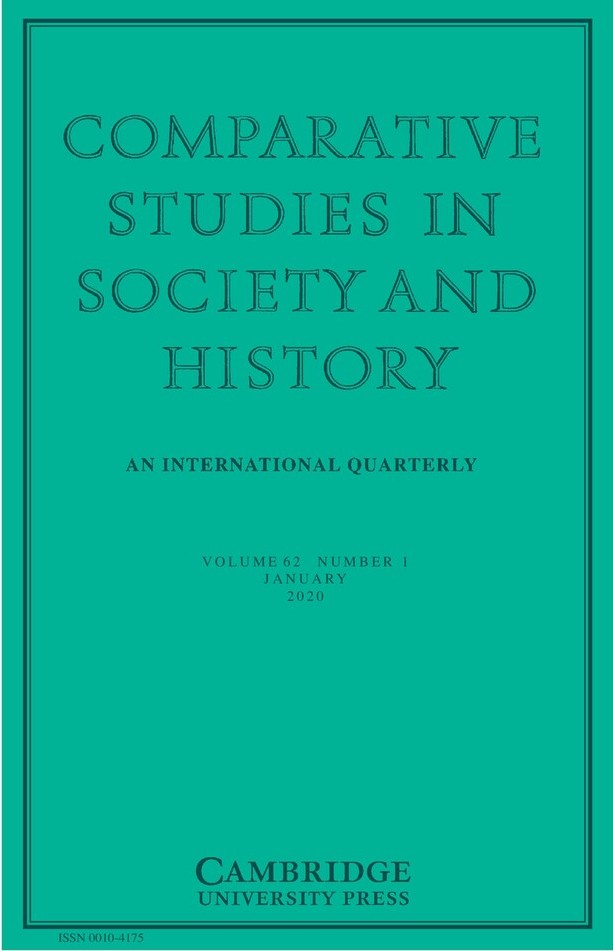 COMPARATIVE
STUDIES IN
SOCIETY AND
HISTORY
AN INTERNATIONAL QUARTERLY
VOLUME 62 NUMBER 1
JANUARY
2020
CAMBRIDGE
UNIVERSITY PRESS
ISSN 0010-4175